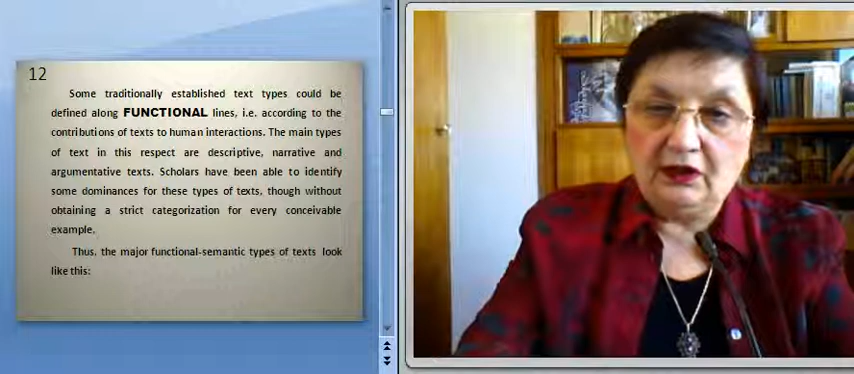 12
Some traditionally established text types could be
defined along FUNCTIONAL lines, i.e. according to the
contributions of texts to human interactions. The main types
of text in this respect are descriptive, narrative and
argumentative texts. Scholars have been able to identify
some dominances for these types of texts, though without
obtaining a strict categorization for every conceivable
example.
Thus, the major functional-semantic types of texts look
like this: